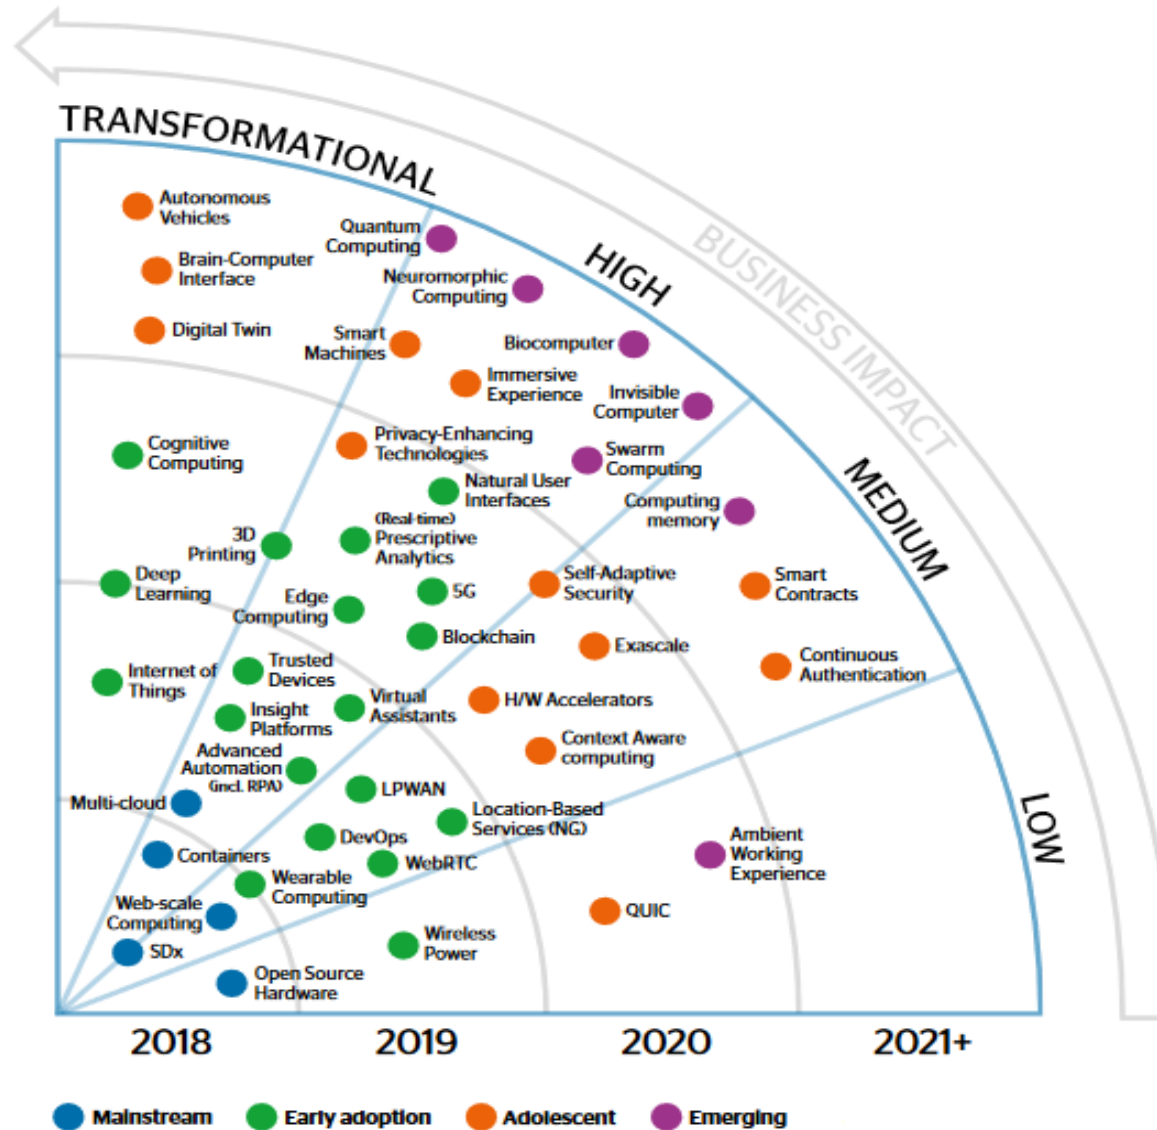 TRANSFORMATIONAL
HIGH
MEDIUM
LOW
BUSINESS IMPACT
Autonomous
Vehicles
Brain-Computer
Interface
Digital Twin
Quantum
Computing
Neuromorphic
Computing
Smart
Machines
Biocomputer
Immersive
Experience
Invisible
Computer
Cognitive
Computing
Privacy-Enhancing
Technologies
Swarm
Computing
Natural User
Interfaces
Computing
memory
3D
Printing
(Real-time)
Prescriptive
Analytics
Deep
Learning
Edge
Computing
5G
Self-Adaptive
Security
Smart
Contracts
Blockchain
Exascale
Internet of
Things
Trusted
Devices
Continuous
Authentication
Insight
Platforms
Virtual
Assistants
H/W Accelerators
Advanced
Automation
(incl. RPA)
Context Aware
computing
Multi-cloud
LPWAN
Location-Based
Services (NG)
Containers
DevOps
WebRTC
Ambient
Working
Experience
Wearable
Computing
Web-scale
Computing
QUIC
SDx
Wireless
Power
Open Source
Hardware
2018
2019
2020
2021+
Mainstream
Early adoption
Adolescent
Emerging